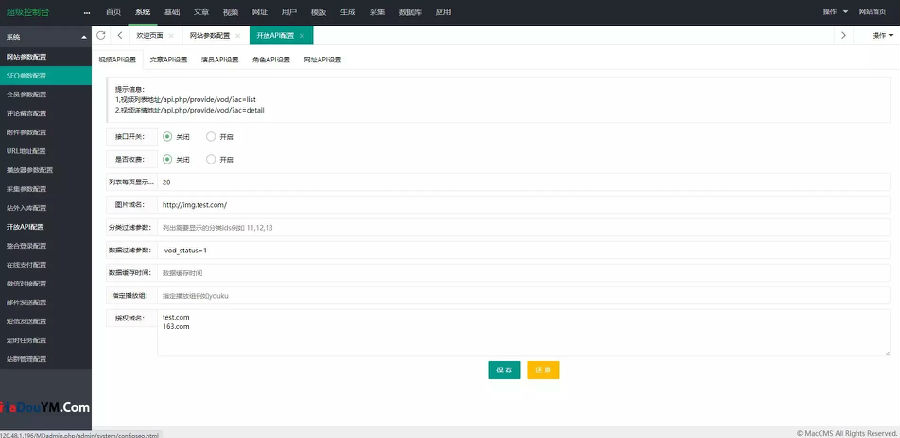 超级控制台
首页 系统 基础 文章 视频 网址 用户 模板 生成 采集 数据库 应用
操作 网站首页
系统
欢迎页面 网站参数配置 开放API配置
操作
网站参数配置
SEO参数配置
会员参数配置
评论留言配置
附件参数配置
URL地址配置
播放器参数配置
采集参数配置
站外入库配置
开放API配置
整合登录配置
在线支付配置
微信对接配置
邮件发送配置
短信发送配置
定时任务配置
站群管理配置
视频API设置 文章API设置 演员API设置 角色API设置 网址API设置
提示信息：
1,视频列表地址/api.php/provide/vod/?ac=list
2,视频详情地址/api.php/provide/vod/?ac=detail
接口开关： 关闭 开启
是否收费： 关闭 开启
列表每页显示... 20
图片域名： http://img.test.com/
分类过滤参数： 列出需要显示的分类ids例如 11,12,13
数据过滤参数： vod_status=1
数据缓存时间： 数据缓存时间
指定播放组： 指定播放组例如youku
授权域名： test.com
163.com
保 存 还 原
YM.Com
© MacCMS All Rights Reserved.